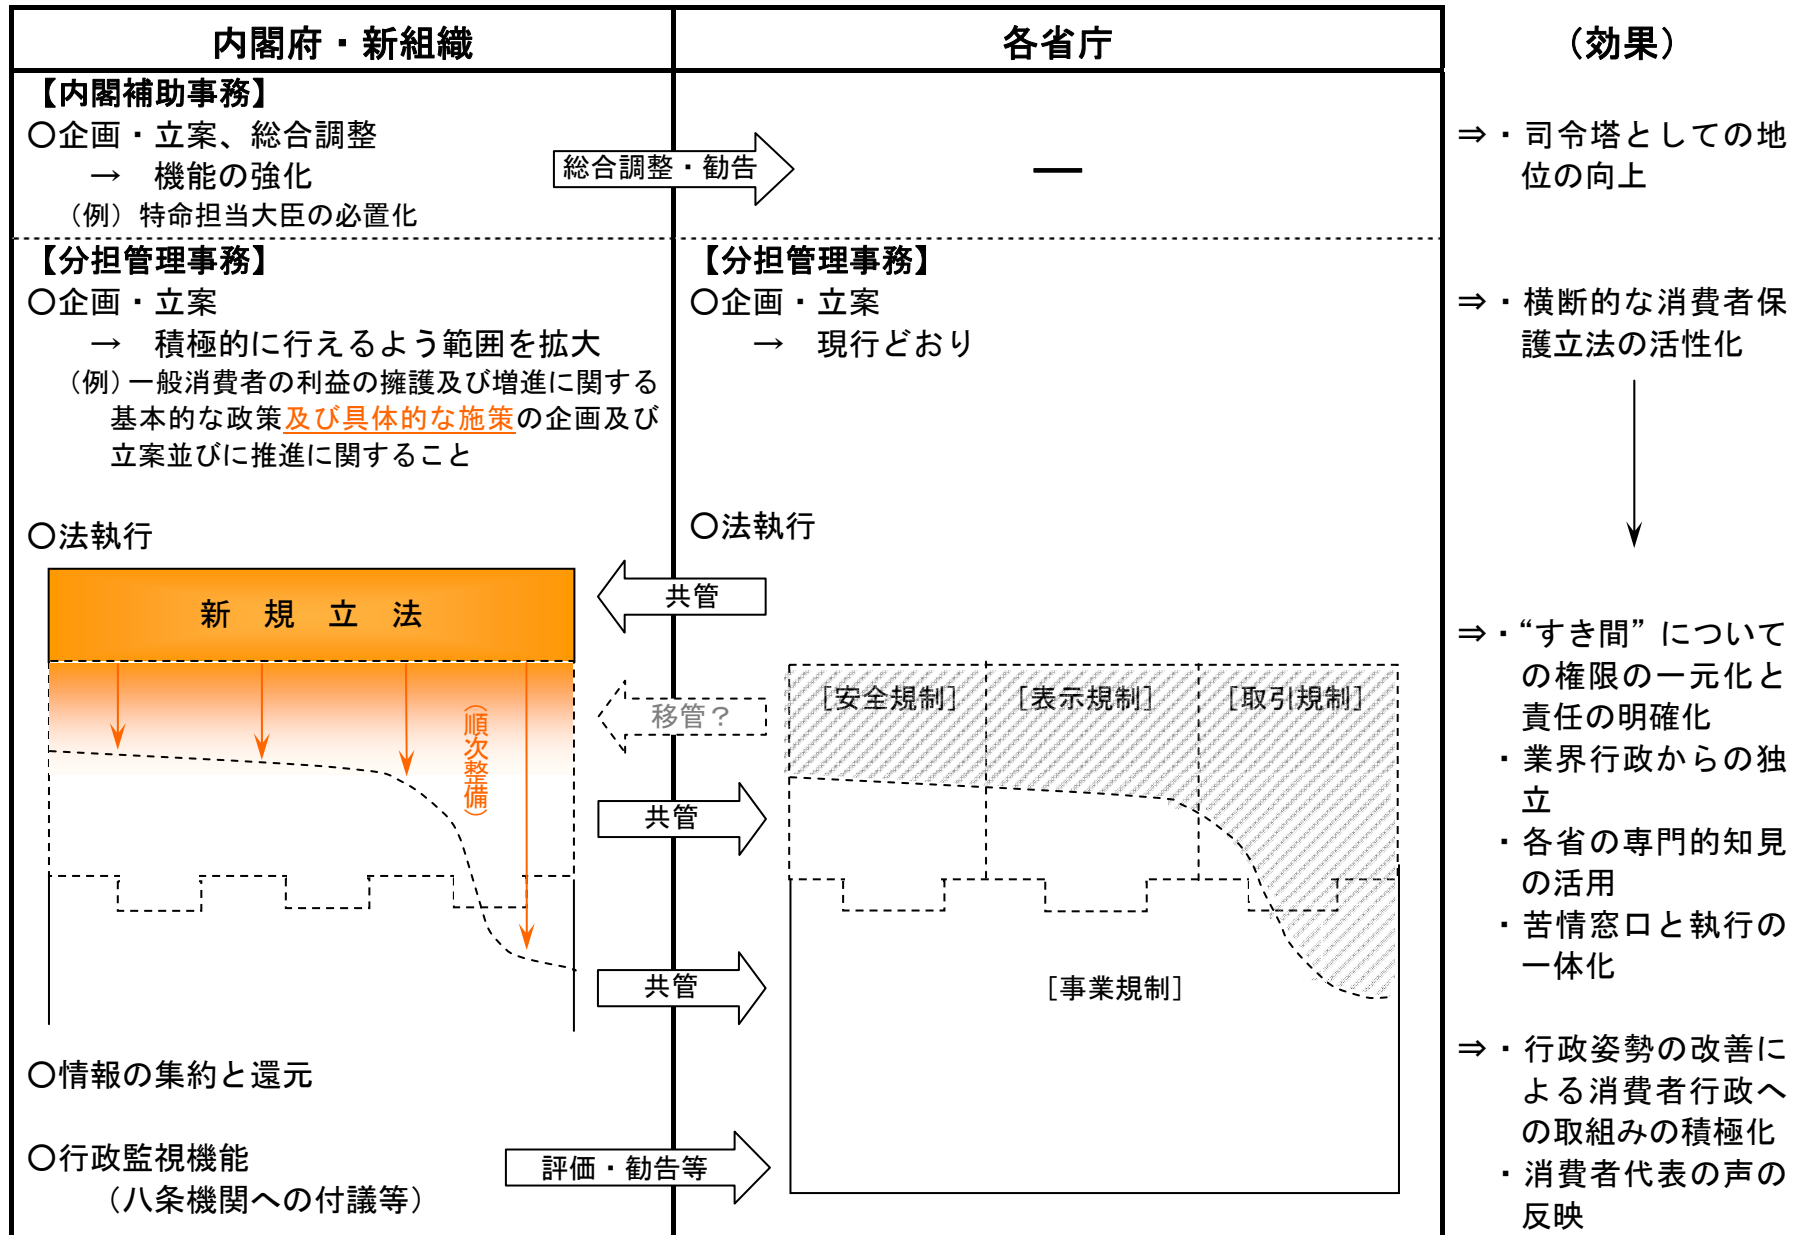 内閣府・新組織
各省庁
（効果）
【内閣補助事務】
○企画・立案、総合調整
→ 機能の強化
（例）特命担当大臣の必置化
総合調整・勧告
―
⇒・司令塔としての地
位の向上
【分担管理事務】
○企画・立案
→ 積極的に行えるよう範囲を拡大
（例）一般消費者の利益の擁護及び増進に関する
基本的な政策及び具体的な施策の企画及び
立案並びに推進に関すること
【分担管理事務】
○企画・立案
→ 現行どおり
⇒・横断的な消費者保
護立法の活性化
○法執行
○法執行
新 規 立 法
（順次整備）
共管
移管？
共管
共管
［安全規制］
［表示規制］
［取引規制］
［事業規制］
⇒・“すき間”について
の権限の一元化と
責任の明確化
・業界行政からの独
立
・各省の専門的知見
の活用
・苦情窓口と執行の
一体化
○情報の集約と還元
○行政監視機能
（八条機関への付議等）
評価・勧告等
⇒・行政姿勢の改善に
よる消費者行政へ
の取組みの積極化
・消費者代表の声の
反映